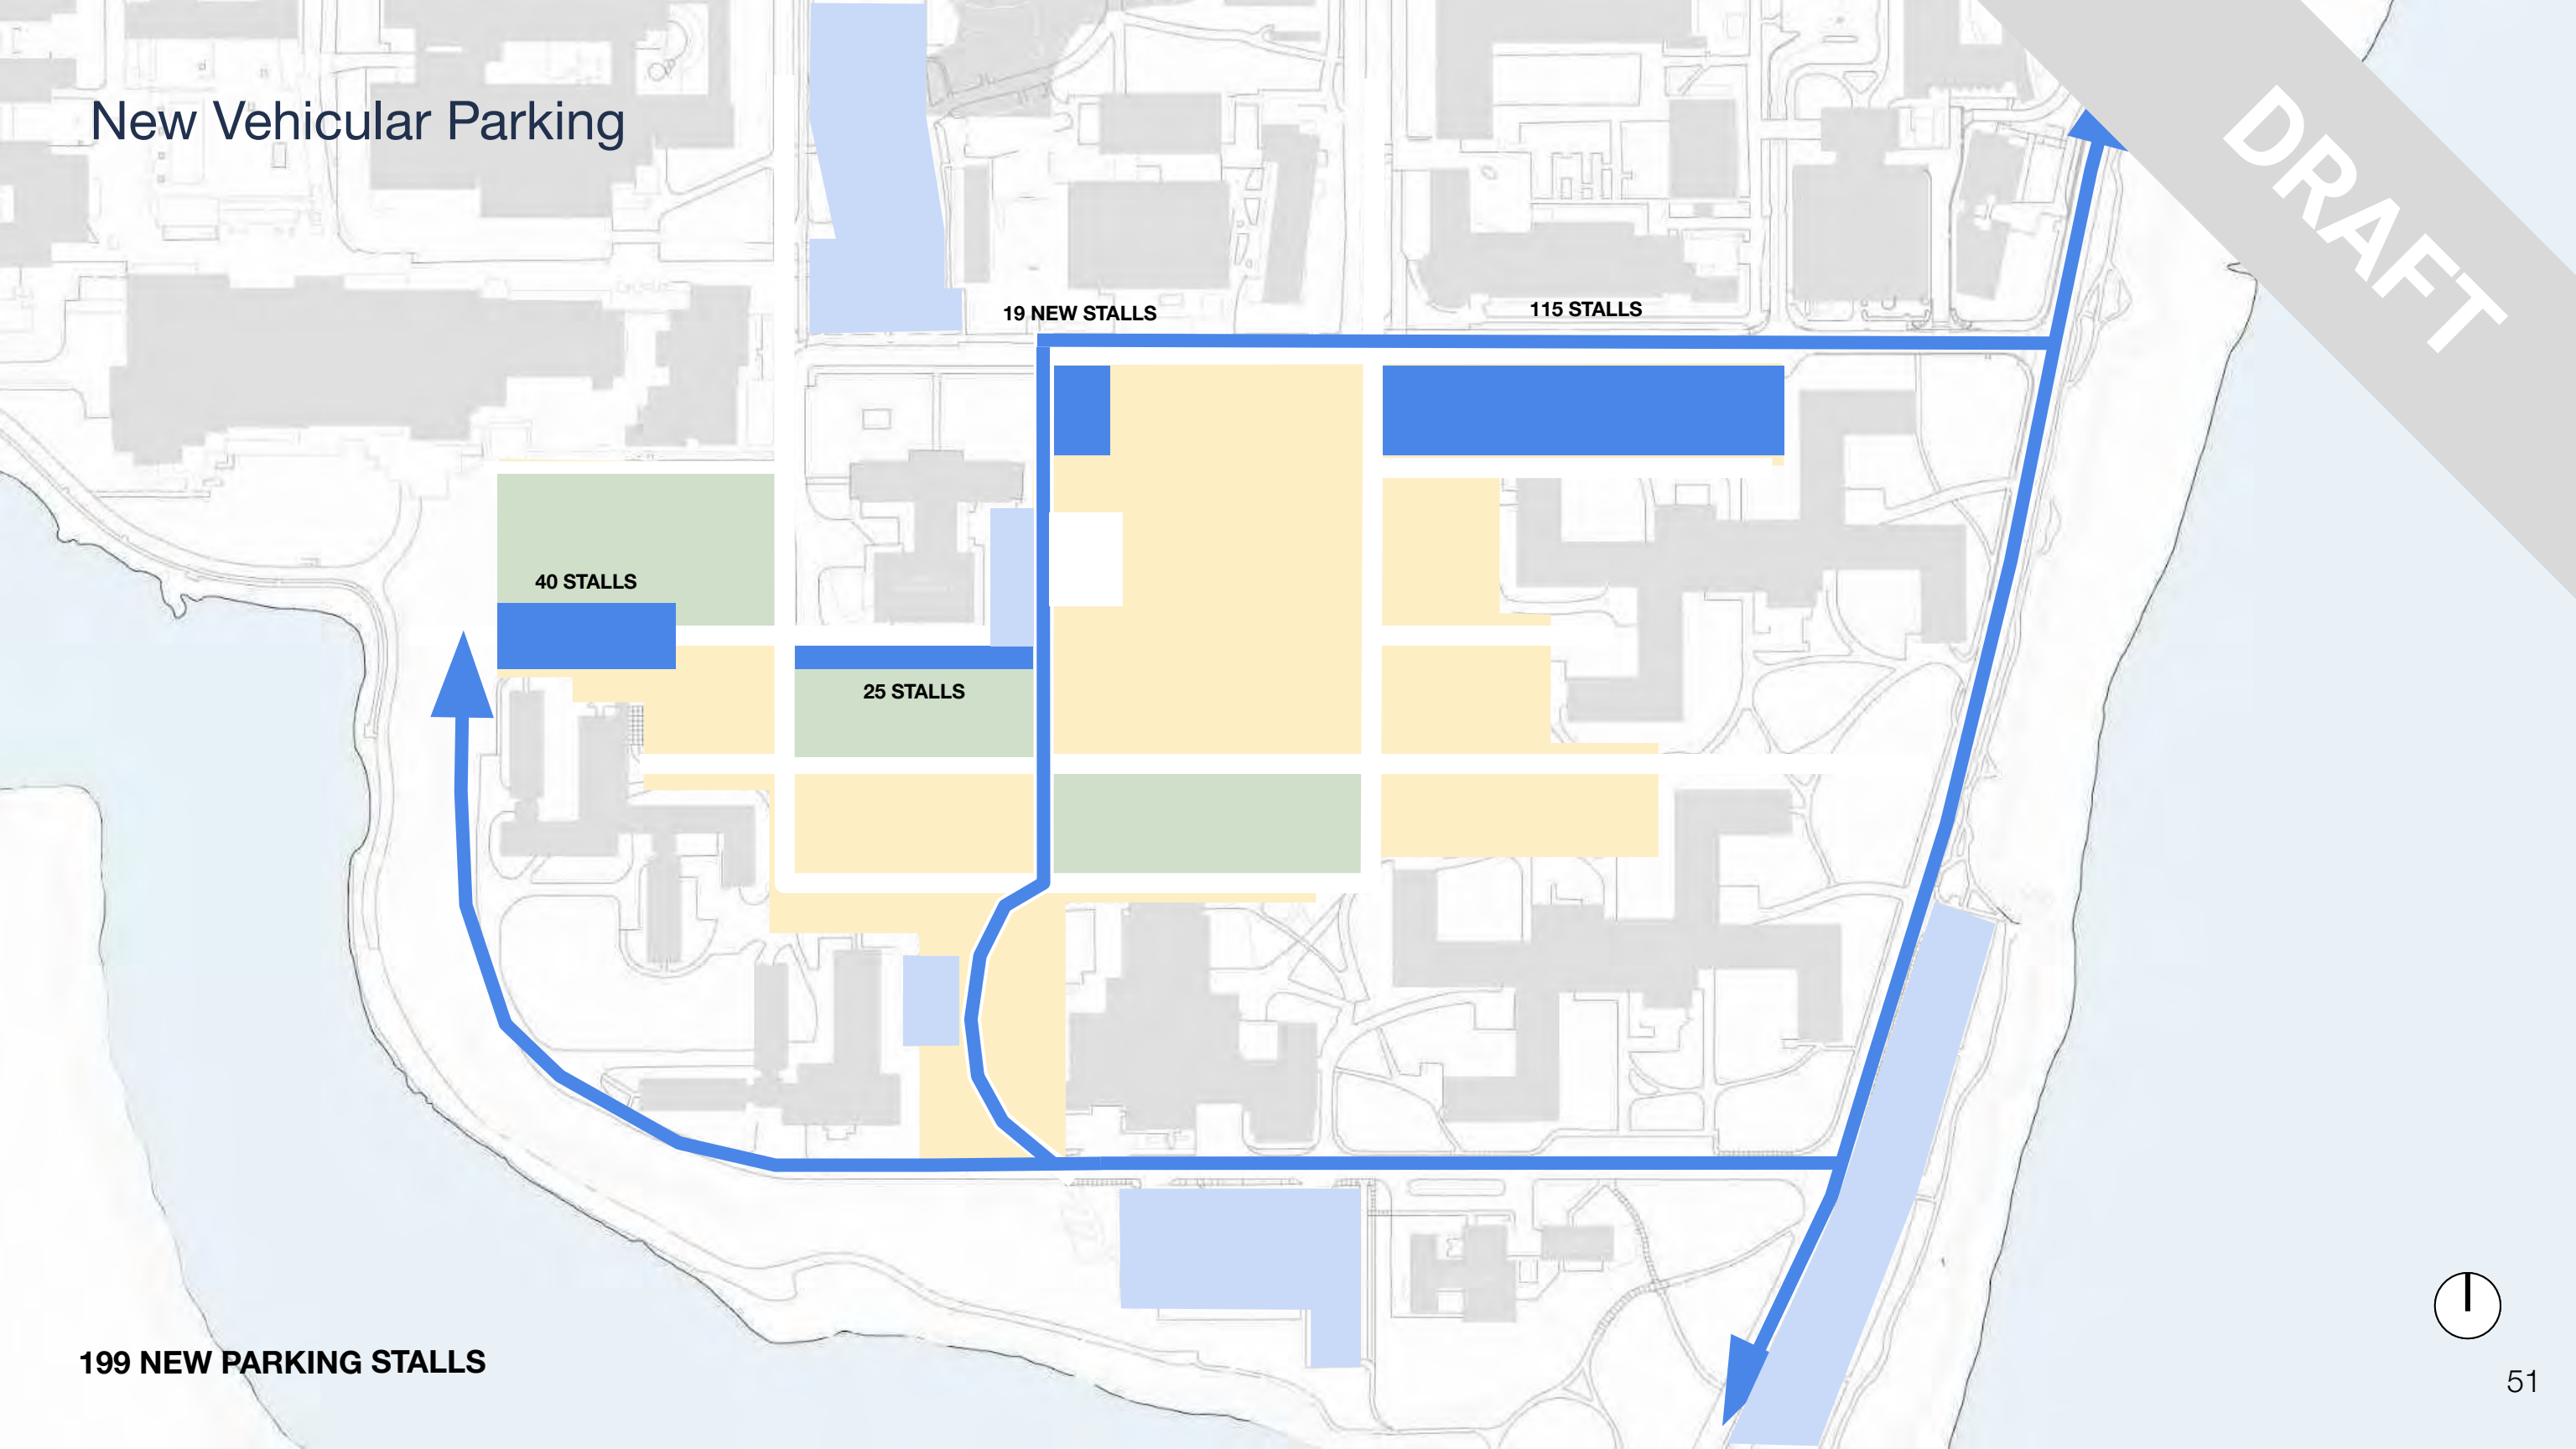 New Vehicular Parking
DRAFT
19 NEW STALLS
115 STALLS
40 STALLS
25 STALLS
199 NEW PARKING STALLS
51